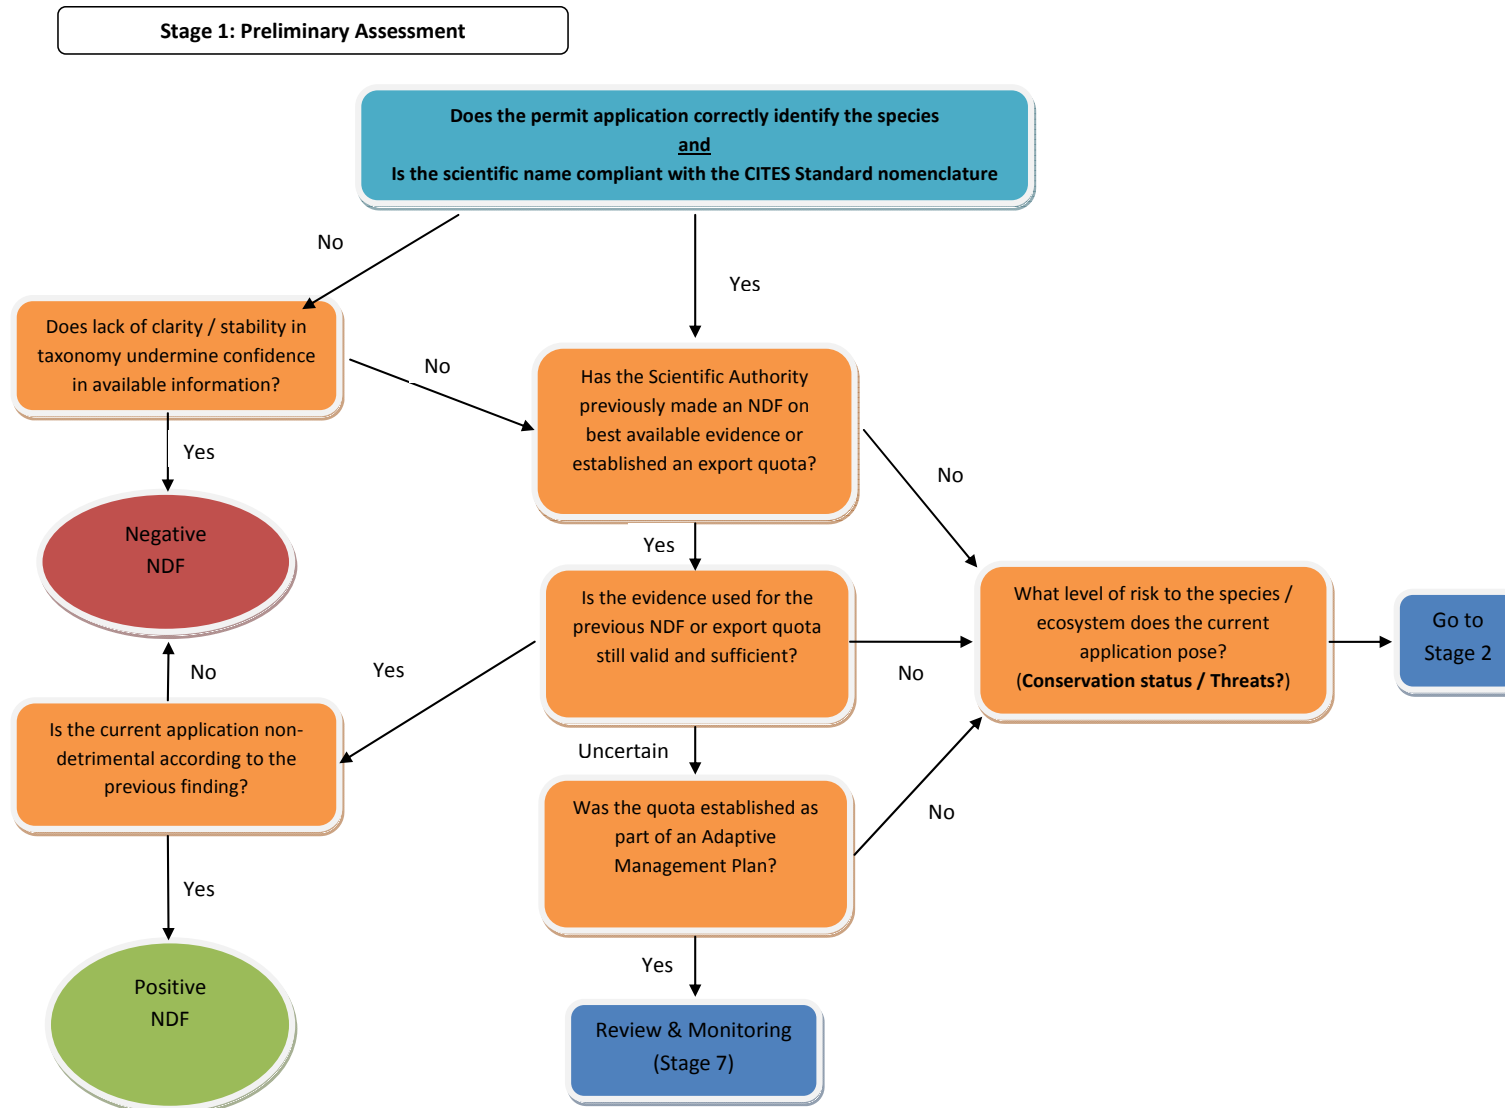 Stage 1: Preliminary Assessment
Does the permit application correctly identify the species
and
Is the scientific name compliant with the CITES Standard nomenclature
No
Yes
Does lack of clarity / stability in
taxonomy undermine confidence
in available information?
No
Has the Scientific Authority
previously made an NDF on
best available evidence or
established an export quota?
Yes
No
Negative
NDF
Yes
Is the evidence used for the
previous NDF or export quota
still valid and sufficient?
What level of risk to the species /
ecosystem does the current
application pose?
(Conservation status / Threats?)
Go to
Stage 2
No
Yes
No
Is the current application non-
detrimental according to the
previous finding?
Uncertain
Was the quota established as
part of an Adaptive
Management Plan?
No
Yes
Yes
Positive
NDF
Review & Monitoring
(Stage 7)